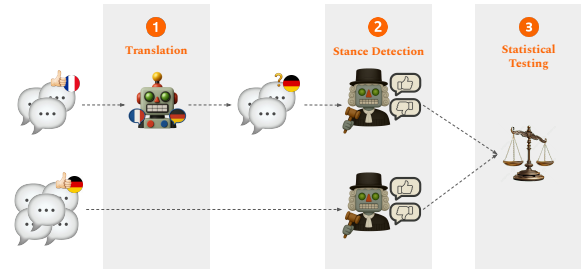 1
Translation
2
Stance Detection
3
Statistical
Testing
?